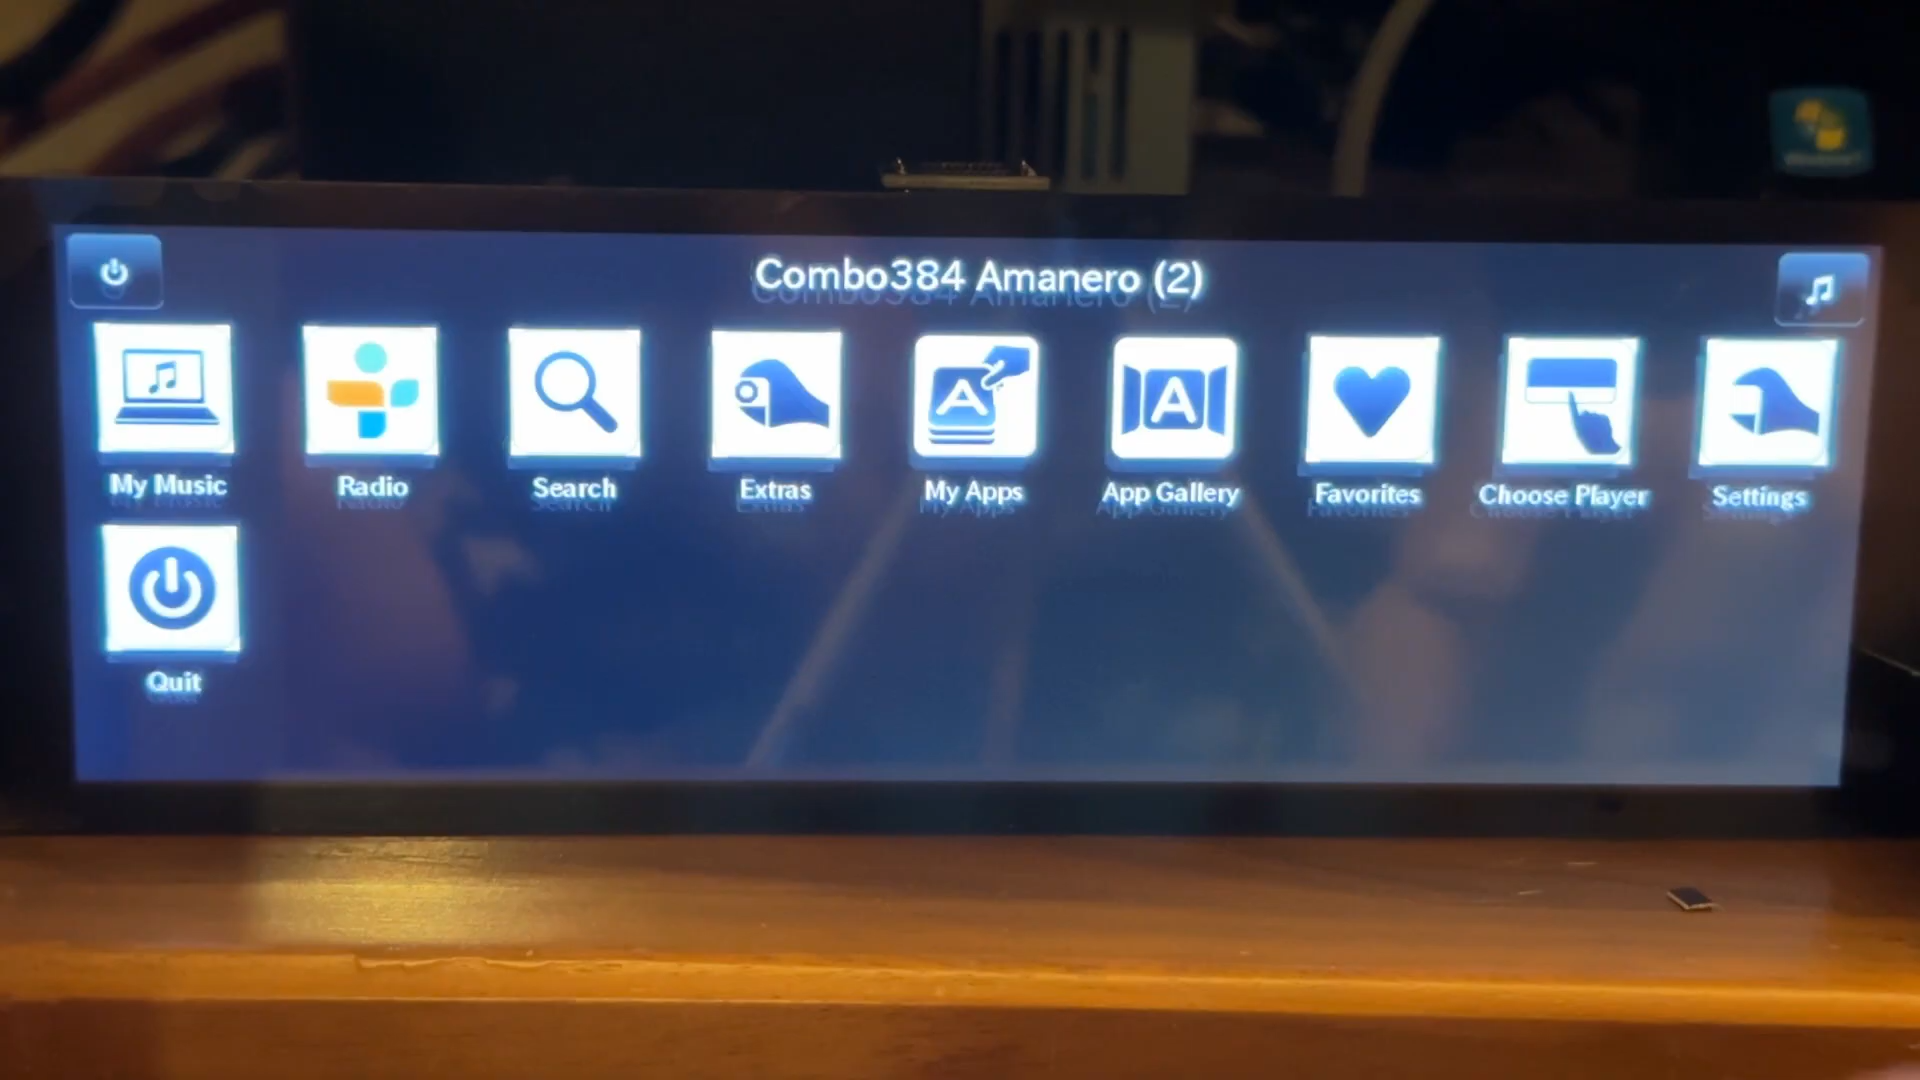 Combo384 Amanero (2)
My Music
Radio
Search
Extras
My Apps
App Gallery
Favorites
Choose Player
Settings
Quit